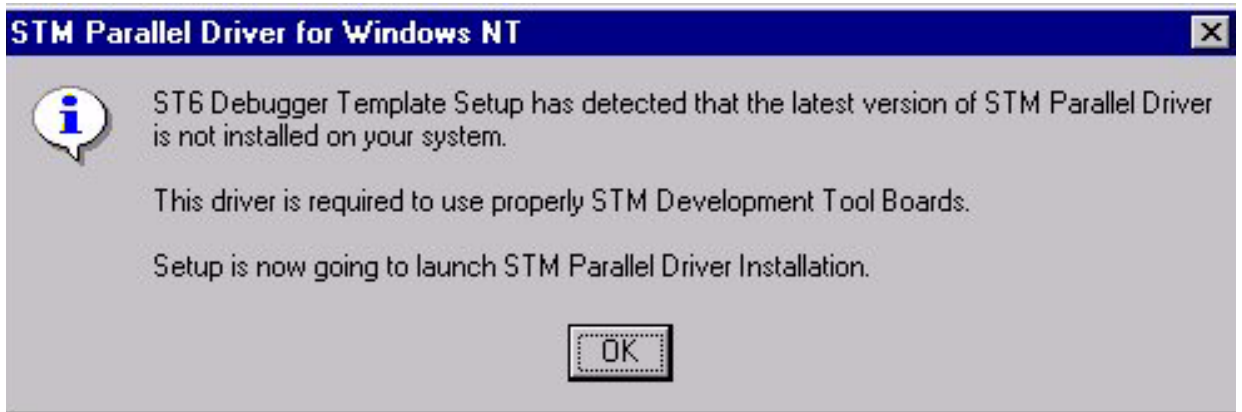 STM Parallel Driver for Windows NT
ST6 Debugger Template Setup has detected that the latest version of STM Parallel Driver
is not installed on your system.
This driver is required to use properly STM Development Tool Boards.
Setup is now going to launch STM Parallel Driver Installation.
OK